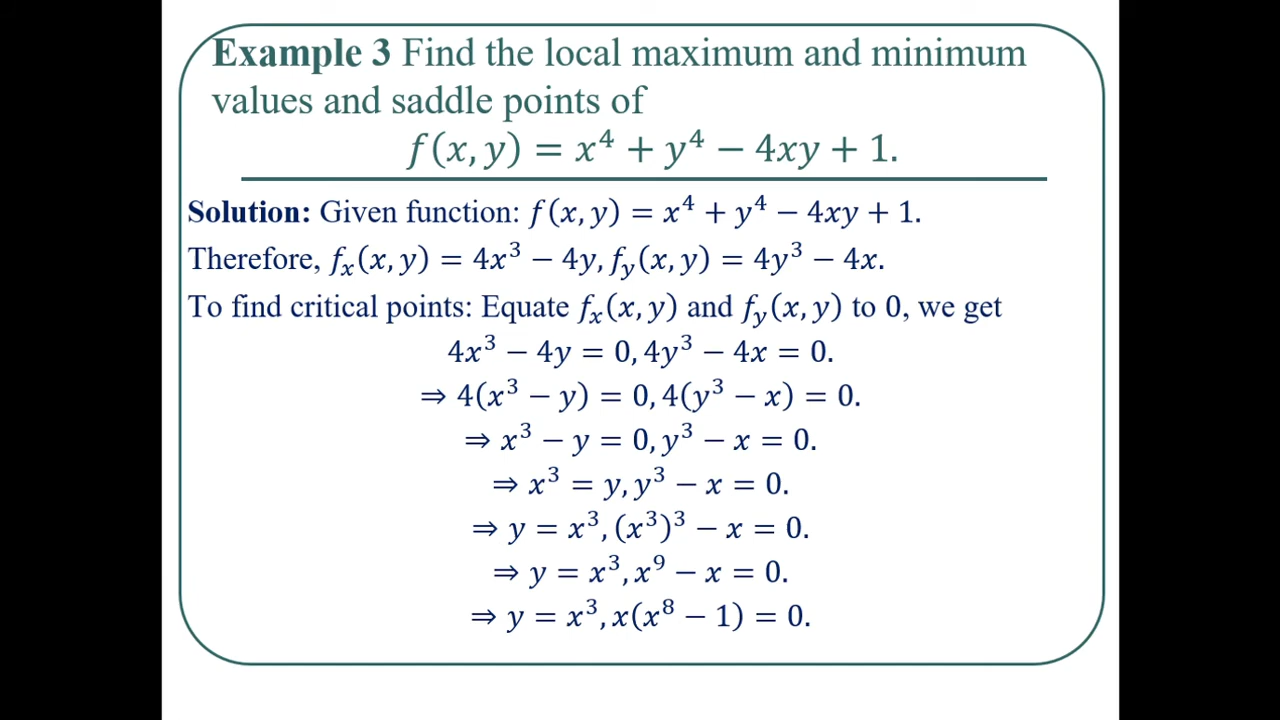 Example 3 Find the local maximum and minimum
values and saddle points of
f(x, y) = x⁴ + y⁴ − 4xy + 1.
Solution: Given function: f(x, y) = x⁴ + y⁴ − 4xy + 1.
Therefore, fₓ(x, y) = 4x³ − 4y, f_y(x, y) = 4y³ − 4x.
To find critical points: Equate fₓ(x, y) and f_y(x, y) to 0, we get
4x³ − 4y = 0, 4y³ − 4x = 0.
⇒ 4(x³ − y) = 0, 4(y³ − x) = 0.
⇒ x³ − y = 0, y³ − x = 0.
⇒ x³ = y, y³ − x = 0.
⇒ y = x³, (x³)³ − x = 0.
⇒ y = x³, x⁹ − x = 0.
⇒ y = x³, x(x⁸ − 1) = 0.